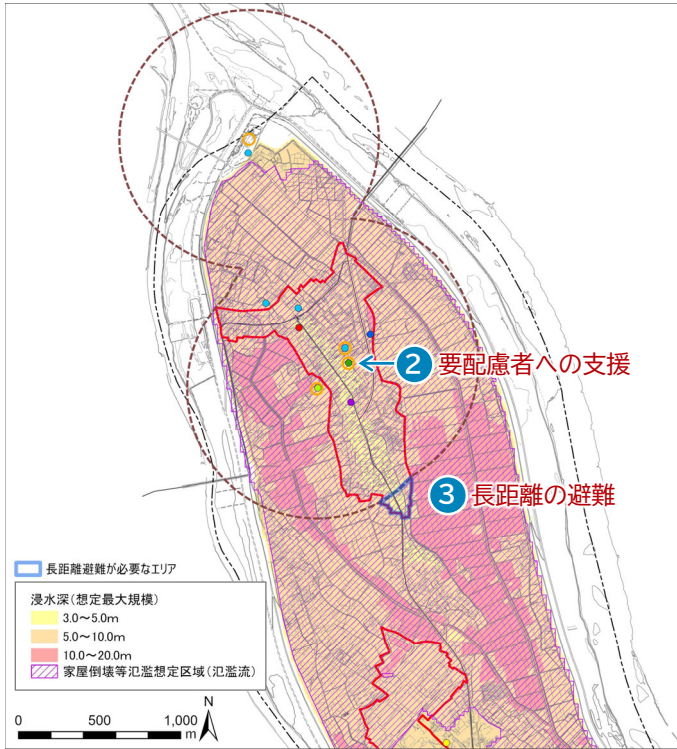 2 要配慮者への支援
3 長距離の避難
長距離避難が必要なエリア
浸水深(想定最大規模)
3.0~5.0m
5.0~10.0m
10.0~20.0m
家屋倒壊等氾濫想定区域(氾濫流)
0 500 1,000 m
N